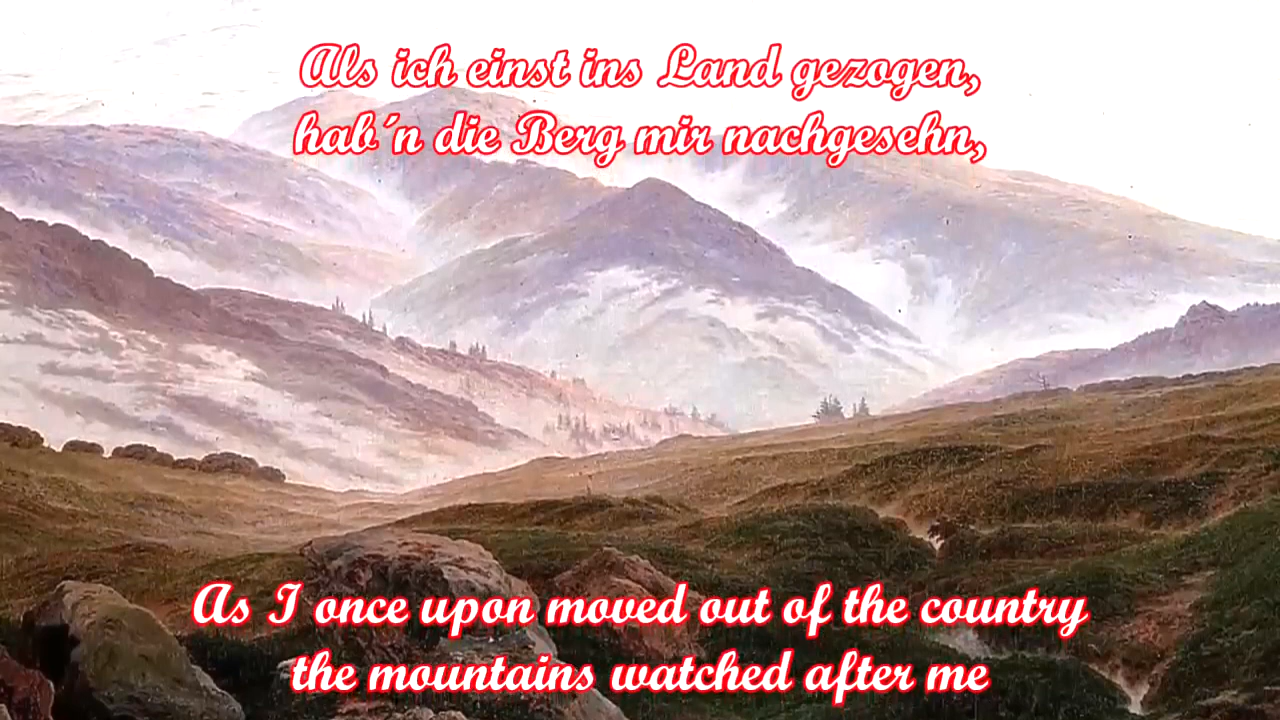 Als ich einst ins Land gezogen,
hab´n die Berg mir nachgesehn,
As I once upon moved out of the country
the mountains watched after me